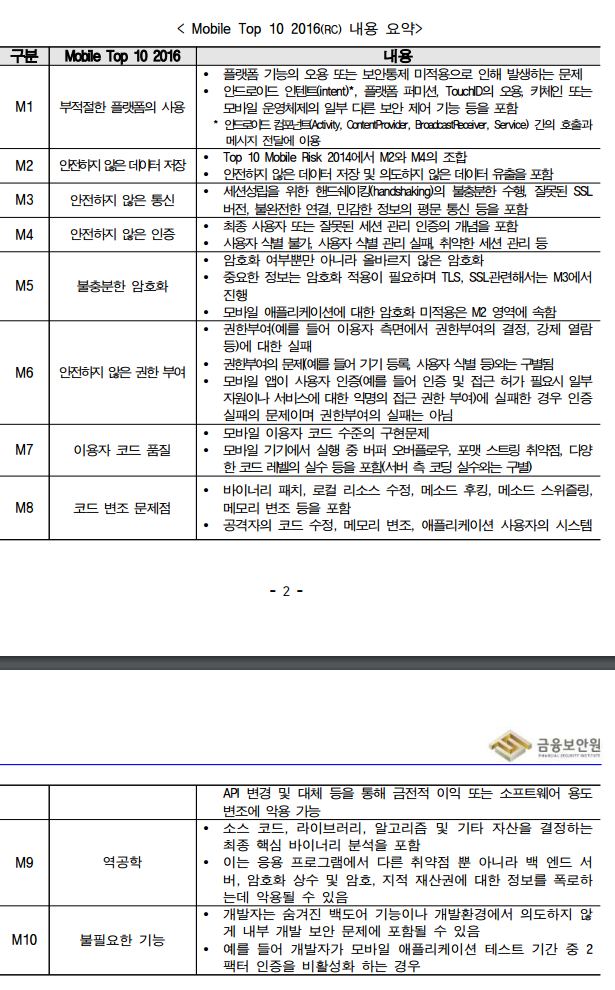 < Mobile Top 10 2016(RC) 내용 요약>
구분 Mobile Top 10 2016 내용
M1 부적절한 플랫폼의 사용
• 플랫폼 기능의 오용 또는 보안통제 미적용으로 인해 발생하는 문제
• 안드로이드 인텐트(intent)*, 플랫폼 퍼미션, TouchID의 오용, 키체인 또는
모바일 운영체제의 일부 다른 보안 제어 기능 등을 포함
* 안드로이드 컴포넌트(Activity, ContentProvider, BroadcastReceiver, Service) 간의 호출과
메시지 전달에 이용
M2 안전하지 않은 데이터 저장
• Top 10 Mobile Risk 2014에서 M2와 M4의 조합
• 안전하지 않은 데이터 저장 및 의도하지 않은 데이터 유출을 포함
M3 안전하지 않은 통신
• 세션성립을 위한 핸드쉐이킹(handshaking)의 불충분한 수행, 잘못된 SSL
버전, 불완전한 연결, 민감한 정보의 평문 통신 등을 포함
M4 안전하지 않은 인증
• 최종 사용자 또는 잘못된 세션 관리 인증의 개념을 포함
• 사용자 식별 불가, 사용자 식별 관리 실패, 취약한 세션 관리 등
M5 불충분한 암호화
• 암호화 여부뿐만 아니라 올바르지 않은 암호화
• 중요한 정보는 암호화 적용이 필요하며 TLS, SSL관련해서는 M3에서
진행
• 모바일 애플리케이션에 대한 암호화 미적용은 M2 영역에 속함
M6 안전하지 않은 권한 부여
• 권한부여(예를 들어 이용자 측면에서 권한부여의 결정, 강제 열람
등)에 대한 실패
• 권한부여의 문제(예를 들어 기기 등록, 사용자 식별 등)와는 구별됨
• 모바일 앱이 사용자 인증(예를 들어 인증 및 접근 허가 필요시 일부
자원이나 서비스에 대한 익명의 접근 권한 부여)에 실패한 경우 인증
실패의 문제이며 권한부여의 실패는 아님
M7 이용자 코드 품질
• 모바일 이용자 코드 수준의 구현문제
• 모바일 기기에서 실행 중 버퍼 오버플로우, 포맷 스트링 취약점, 다양
한 코드 레벨의 실수 등을 포함(서버 측 코딩 실수와는 구별)
M8 코드 변조 문제점
• 바이너리 패치, 로컬 리소스 수정, 메소드 후킹, 메소드 스위즐링,
메모리 변조 등을 포함
• 공격자의 코드 수정, 메모리 변조, 애플리케이션 사용자의 시스템
- 2 -
금융보안원
FINANCIAL SECURITY INSTITUTE
API 변경 및 대체 등을 통해 금전적 이익 또는 소프트웨어 용도
변조에 악용 가능
M9 역공학
• 소스 코드, 라이브러리, 알고리즘 및 기타 자산을 결정하는
최종 핵심 바이너리 분석을 포함
• 이는 응용 프로그램에서 다른 취약점 뿐 아니라 백 엔드 서
버, 암호화 상수 및 암호, 지적 재산권에 대한 정보를 폭로하
는데 악용될 수 있음
M10 불필요한 기능
• 개발자는 숨겨진 백도어 기능이나 개발환경에서 의도하지 않
게 내부 개발 보안 문제에 포함될 수 있음
• 예를 들어 개발자가 모바일 애플리케이션 테스트 기간 중 2
팩터 인증을 비활성화 하는 경우